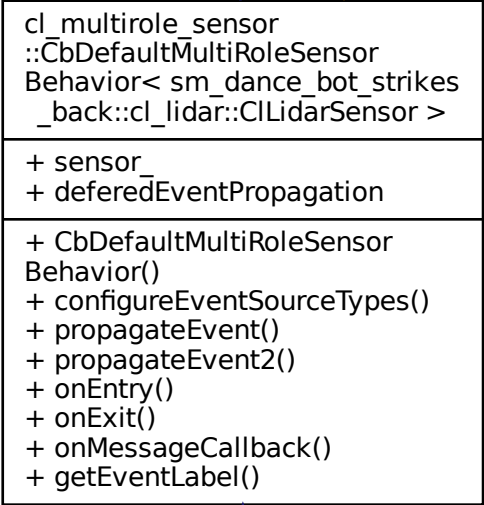 cl_multirole_sensor
::CbDefaultMultiRoleSensor
Behavior< sm_dance_bot_strikes
_back::cl_lidar::ClLidarSensor >
+ sensor_
+ deferedEventPropagation
+ CbDefaultMultiRoleSensor
Behavior()
+ configureEventSourceTypes()
+ propagateEvent()
+ propagateEvent2()
+ onEntry()
+ onExit()
+ onMessageCallback()
+ getEventLabel()